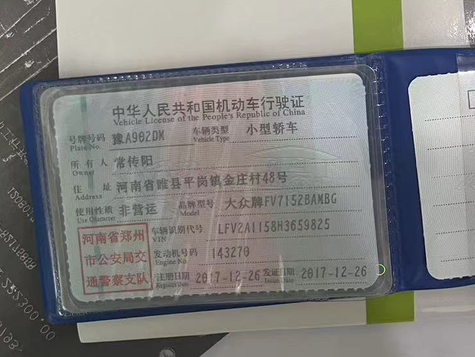 中华人民共和国机动车行驶证
Vehicle License of the People's Republic of China
号牌号码 豫A902DM 车辆类型 小型轿车
Plate No. Vehicle Type
所有人 常传阳
Owner
住址 河南省睢县平岗镇金庄村48号
Address
使用性质 非营运 品牌型号 大众牌FV7152BAMBG
Use Character Model
河南省郑州
市公安局交
通警察支队
车辆识别代号 LFV2A1158H3659825
VIN
发动机号码 143270
Engine No.
注册日期 2017-12-26 发证日期 2017-12-26
Register Date Issue Date